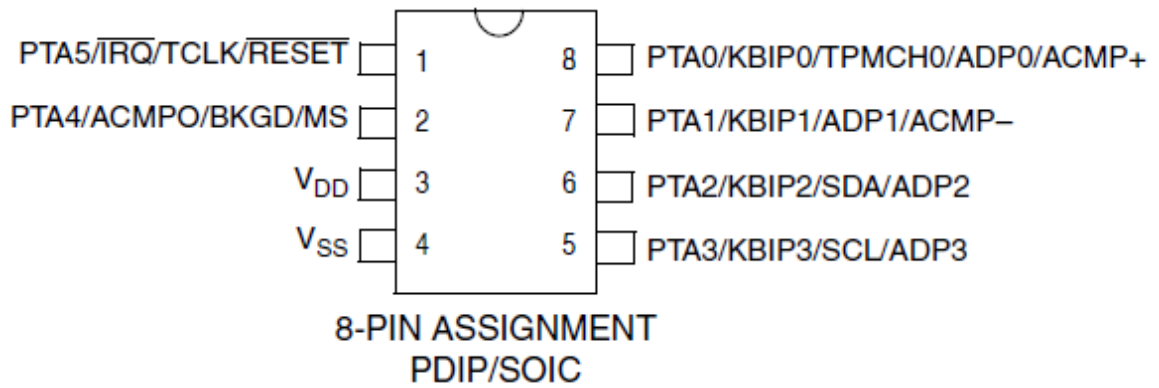 PTA5/IRQ/TCLK/RESET 1 8 PTA0/KBIP0/TPMCH0/ADP0/ACMP+
PTA4/ACMPO/BKGD/MS 2 7 PTA1/KBIP1/ADP1/ACMP–
VDD 3 6 PTA2/KBIP2/SDA/ADP2
VSS 4 5 PTA3/KBIP3/SCL/ADP3
8-PIN ASSIGNMENT
PDIP/SOIC